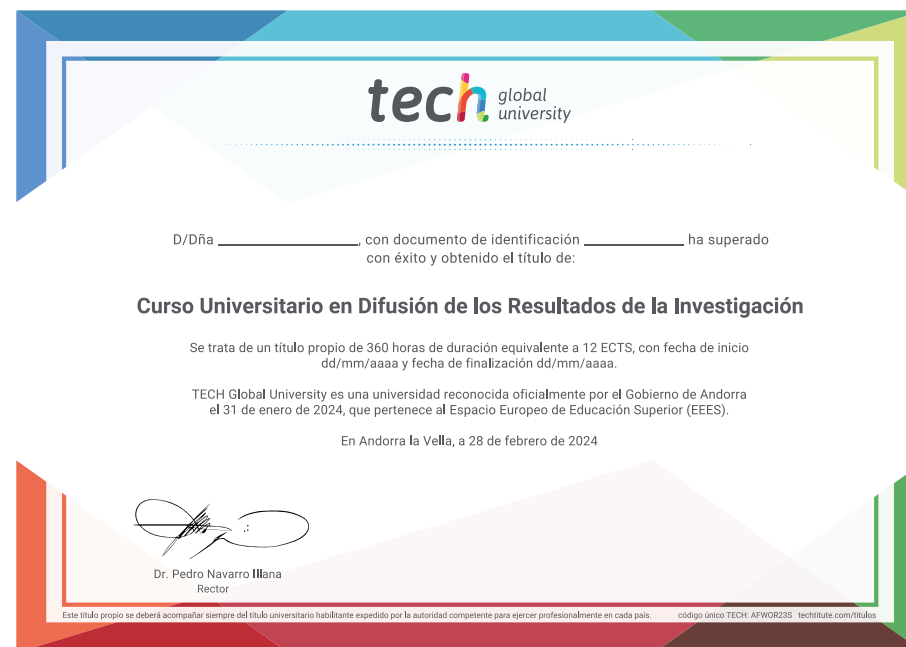 tech global university
D/Dña ____________________, con documento de identificación ______________ ha superado
con éxito y obtenido el título de:
Curso Universitario en Difusión de los Resultados de la Investigación
Se trata de un título propio de 360 horas de duración equivalente a 12 ECTS, con fecha de inicio
dd/mm/aaaa y fecha de finalización dd/mm/aaaa.
TECH Global University es una universidad reconocida oficialmente por el Gobierno de Andorra
el 31 de enero de 2024, que pertenece al Espacio Europeo de Educación Superior (EEES).
En Andorra la Vella, a 28 de febrero de 2024
Dr. Pedro Navarro Illana
Rector
Este título propio se deberá acompañar siempre del título universitario habilitante expedido por la autoridad competente para ejercer profesionalmente en cada país. código único TECH: AFWOR23S techtitute.com/titulos